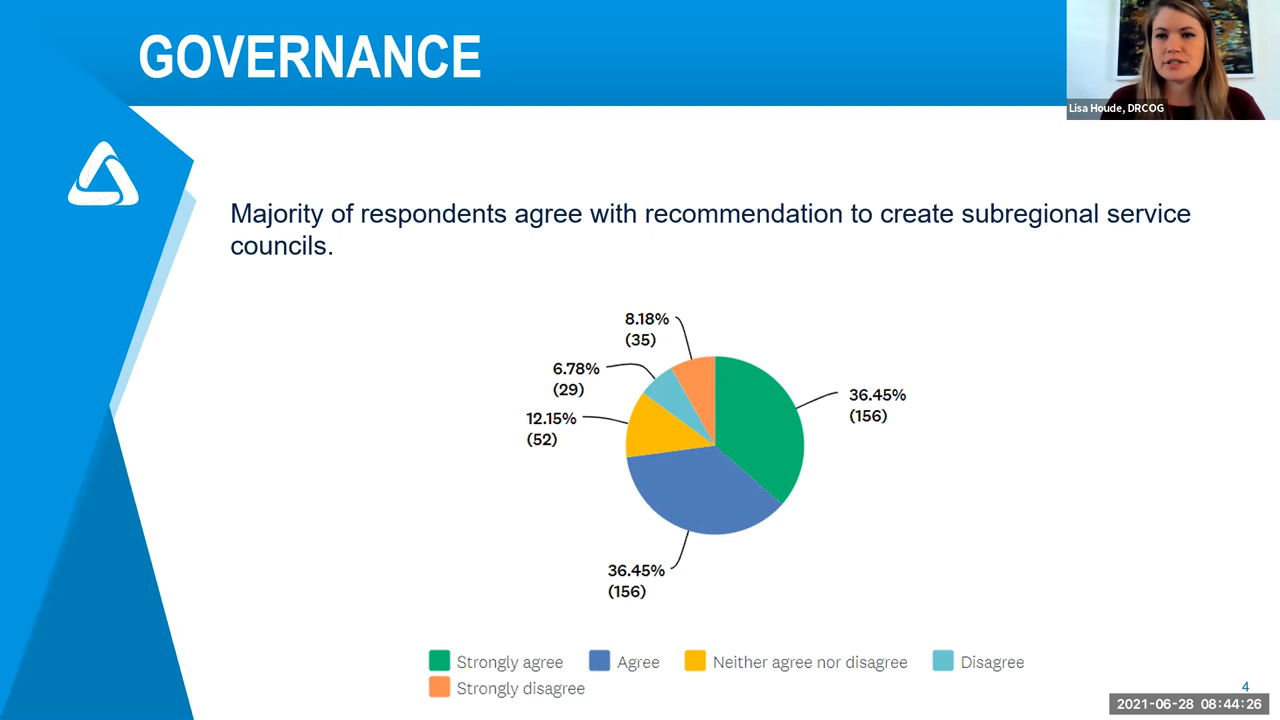 GOVERNANCE
Lisa Houde, DRCOG
Majority of respondents agree with recommendation to create subregional service
councils.
8.18%
(35)
6.78%
(29)
12.15%
(52)
36.45%
(156)
36.45%
(156)
Strongly agree
Agree
Neither agree nor disagree
Disagree
Strongly disagree
4
2021-06-28 08:44:26